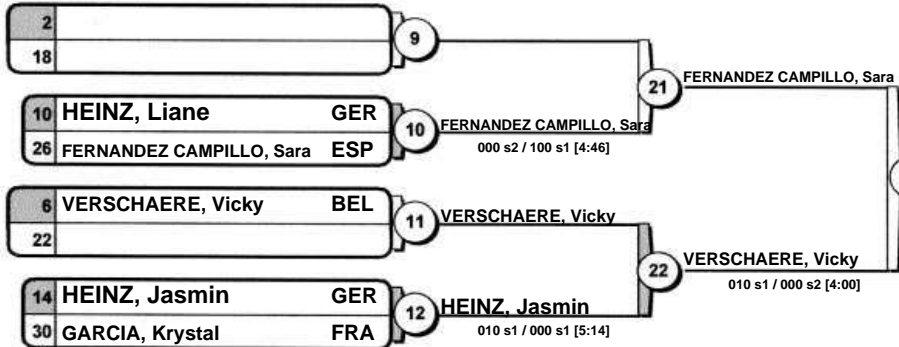 2
18
9
10 HEINZ, Liane GER
26 FERNANDEZ CAMPILLO, Sara ESP
10
FERNANDEZ CAMPILLO, Sara
000 s2 / 100 s1 [4:46]
21
FERNANDEZ CAMPILLO, Sara
6 VERSCHAERE, Vicky BEL
22
11
VERSCHAERE, Vicky
14 HEINZ, Jasmin GER
30 GARCIA, Krystal FRA
12
HEINZ, Jasmin
010 s1 / 000 s1 [5:14]
22
VERSCHAERE, Vicky
010 s1 / 000 s2 [4:00]